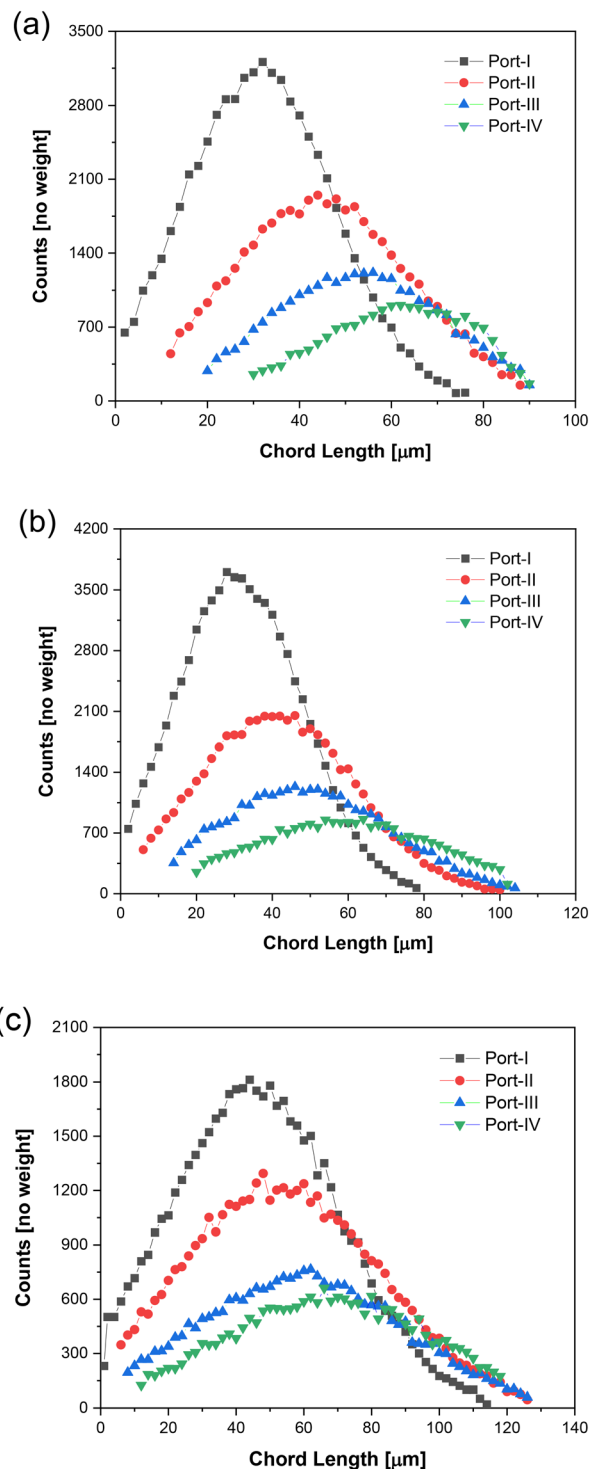 (a)
3500
2800
2100
1400
700
0
Counts [no weight]
Port-I
Port-II
Port-III
Port-IV
0 20 40 60 80 100
Chord Length [μm]
(b)
4200
3500
2800
2100
1400
700
0
Counts [no weight]
Port-I
Port-II
Port-III
Port-IV
0 20 40 60 80 100 120
Chord Length [μm]
(c)
2100
1800
1500
1200
900
600
300
0
Counts [no weight]
Port-I
Port-II
Port-III
Port-IV
0 20 40 60 80 100 120 140
Chord Length [μm]